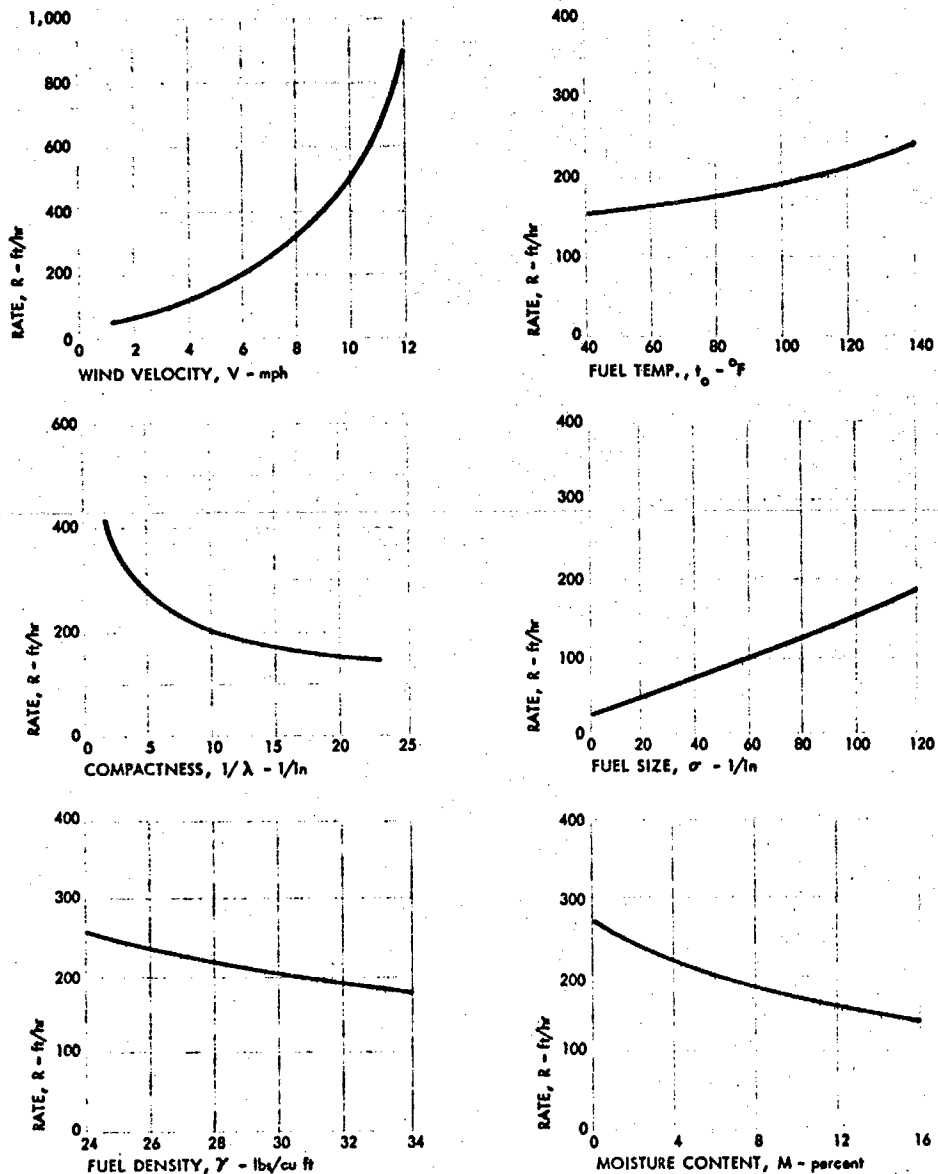 1,000
800
600
400
200
0
RATE, R - ft/hr
0 2 4 6 8 10 12
WIND VELOCITY, V - mph
400
300
200
100
0
RATE, R - ft/hr
40 60 80 100 120 140
FUEL TEMP., t₀ - °F
600
400
200
0
RATE, R - ft/hr
0 5 10 15 20 25
COMPACTNESS, 1/λ - 1/in
400
300
200
100
0
RATE, R - ft/hr
0 20 40 60 80 100 120
FUEL SIZE, σ - 1/in
400
300
200
100
0
RATE, R - ft/hr
24 26 28 30 32 34
FUEL DENSITY, γ - lbs/cu ft
400
300
200
100
0
RATE, R - ft/hr
0 4 8 12 16
MOISTURE CONTENT, M - percent